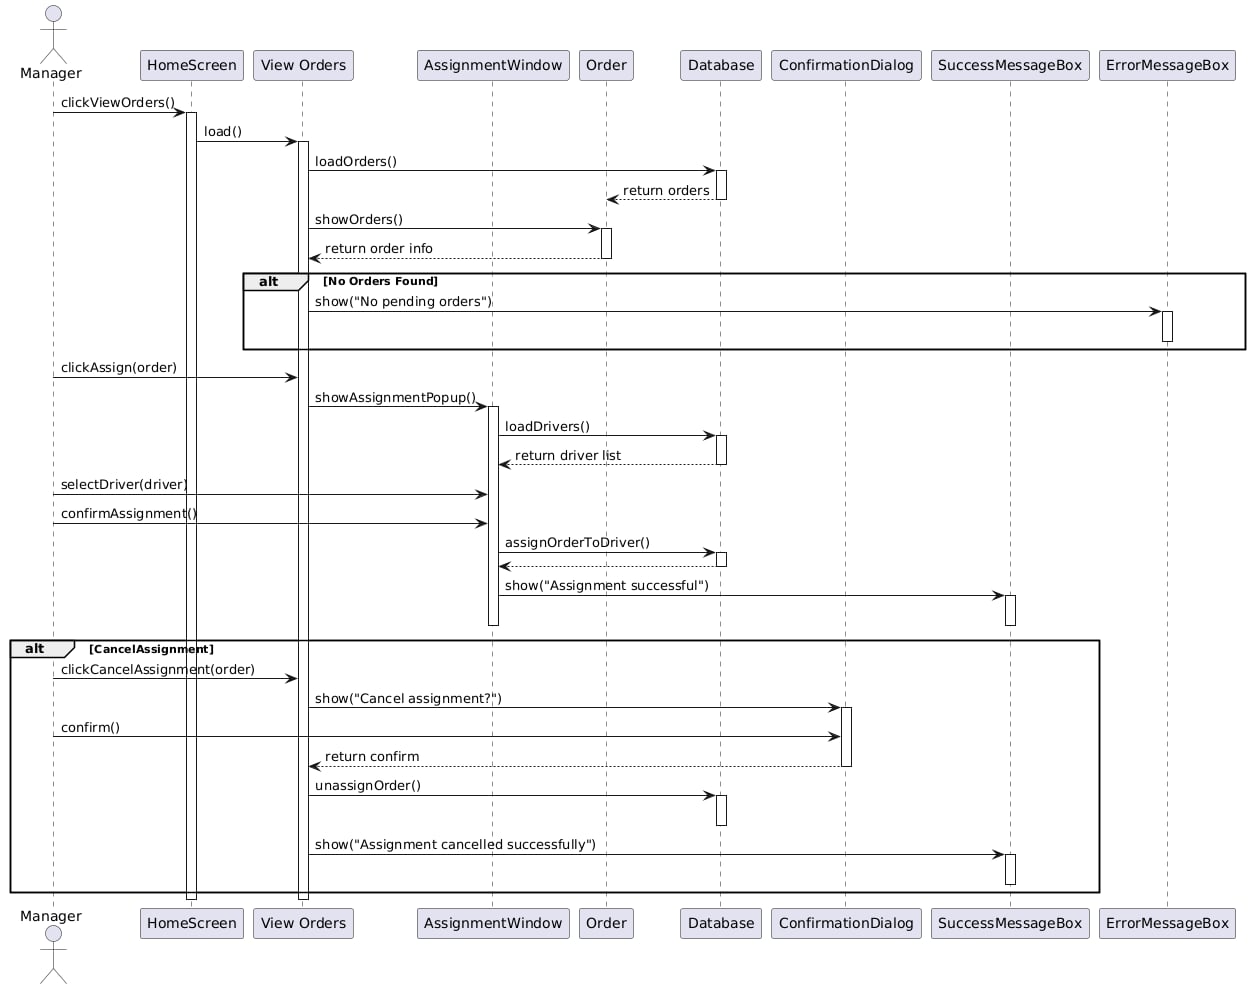 Manager
HomeScreen
View Orders
AssignmentWindow
Order
Database
ConfirmationDialog
SuccessMessageBox
ErrorMessageBox
clickViewOrders()
load()
loadOrders()
return orders
showOrders()
return order info
alt
[No Orders Found]
show("No pending orders")
clickAssign(order)
showAssignmentPopup()
loadDrivers()
return driver list
selectDriver(driver)
confirmAssignment()
assignOrderToDriver()
show("Assignment successful")
alt
[CancelAssignment]
clickCancelAssignment(order)
show("Cancel assignment?")
confirm()
return confirm
unassignOrder()
show("Assignment cancelled successfully")
Manager
HomeScreen
View Orders
AssignmentWindow
Order
Database
ConfirmationDialog
SuccessMessageBox
ErrorMessageBox